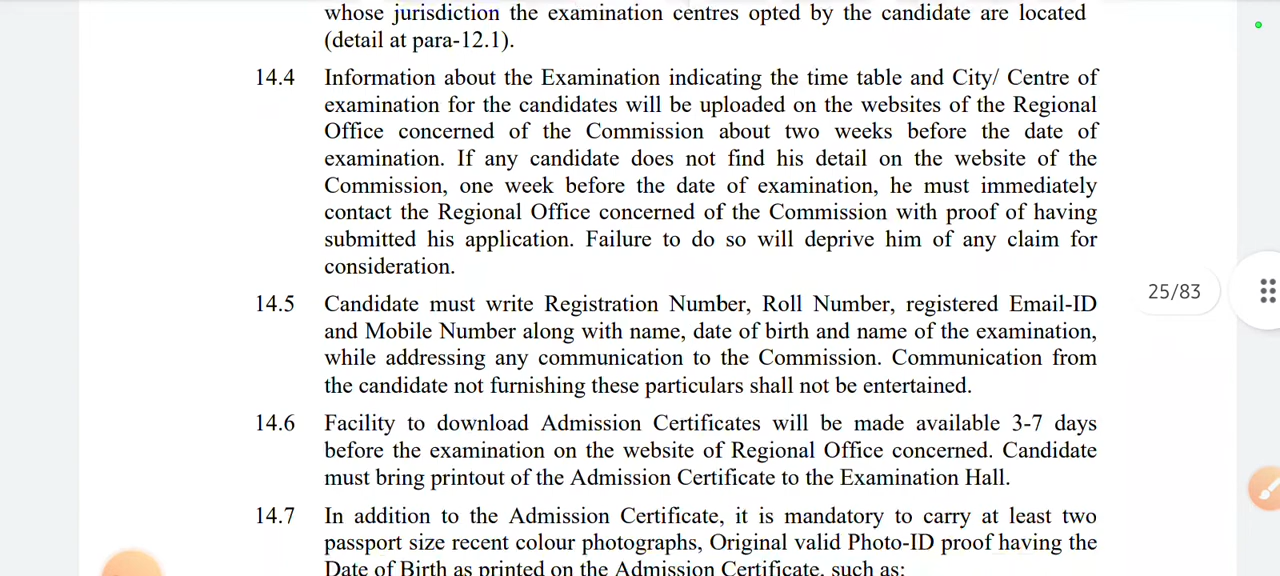 whose jurisdiction the examination centres opted by the candidate are located
(detail at para-12.1).
14.4 Information about the Examination indicating the time table and City/ Centre of
examination for the candidates will be uploaded on the websites of the Regional
Office concerned of the Commission about two weeks before the date of
examination. If any candidate does not find his detail on the website of the
Commission, one week before the date of examination, he must immediately
contact the Regional Office concerned of the Commission with proof of having
submitted his application. Failure to do so will deprive him of any claim for
consideration.
25/83
14.5 Candidate must write Registration Number, Roll Number, registered Email-ID
and Mobile Number along with name, date of birth and name of the examination,
while addressing any communication to the Commission. Communication from
the candidate not furnishing these particulars shall not be entertained.
14.6 Facility to download Admission Certificates will be made available 3-7 days
before the examination on the website of Regional Office concerned. Candidate
must bring printout of the Admission Certificate to the Examination Hall.
14.7 In addition to the Admission Certificate, it is mandatory to carry at least two
passport size recent colour photographs, Original valid Photo-ID proof having the
Date of Birth as printed on the Admission Certificate, such as: